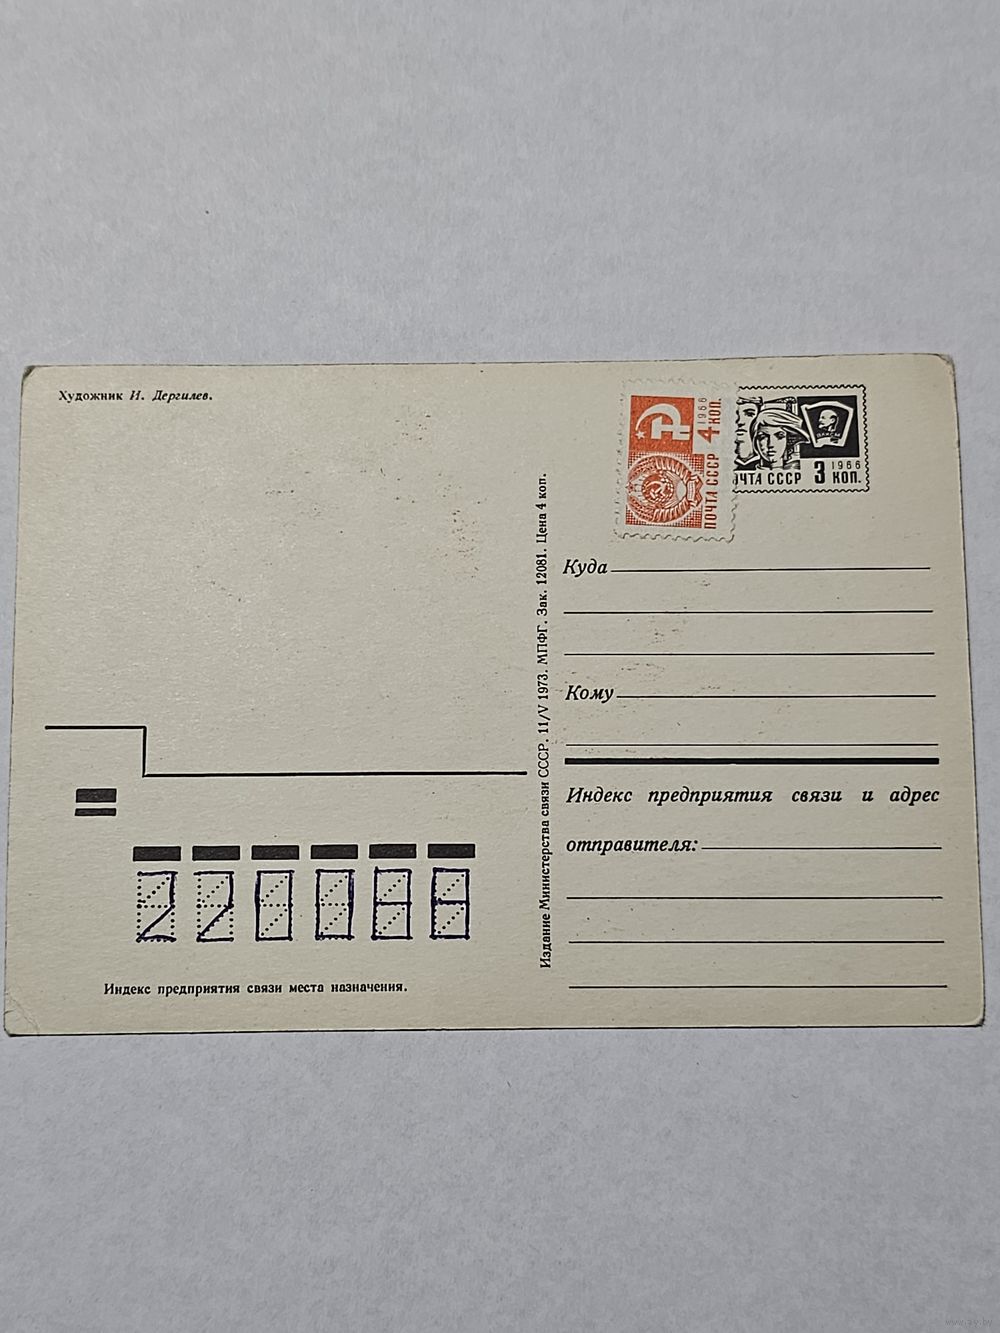 Художник И. Дергилев.
1966
4 КОП.
ПОЧТА СССР
ВЛКСМ
1966
ЧТА СССР 3 КОП.
Издание Министерства связи СССР. 11/V 1973. МПФГ. Зак. 12081. Цена 4 коп.
Куда
Кому
Индекс предприятия связи и адрес
отправителя:
220088
Индекс предприятия связи места назначения.